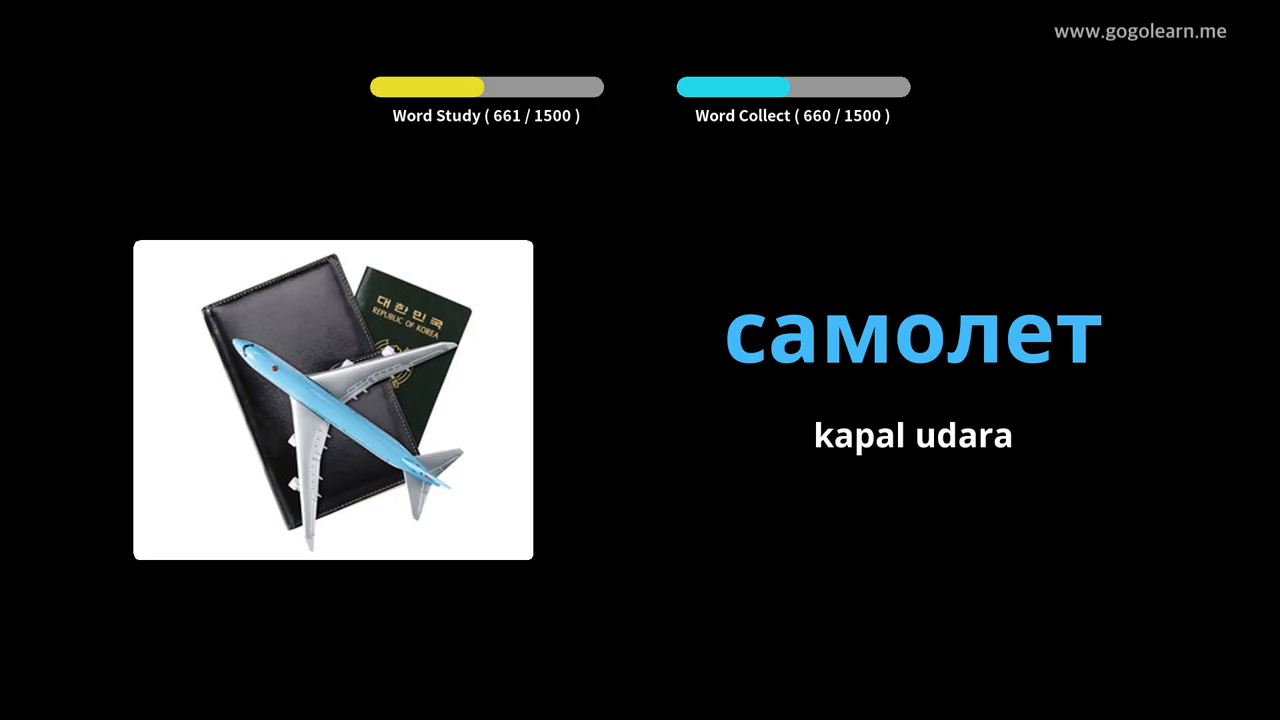 www.gogolearn.me
Word Study ( 661 / 1500 )
Word Collect ( 660 / 1500 )
대한민국
REPUBLIC OF KOREA
самолет
kapal udara